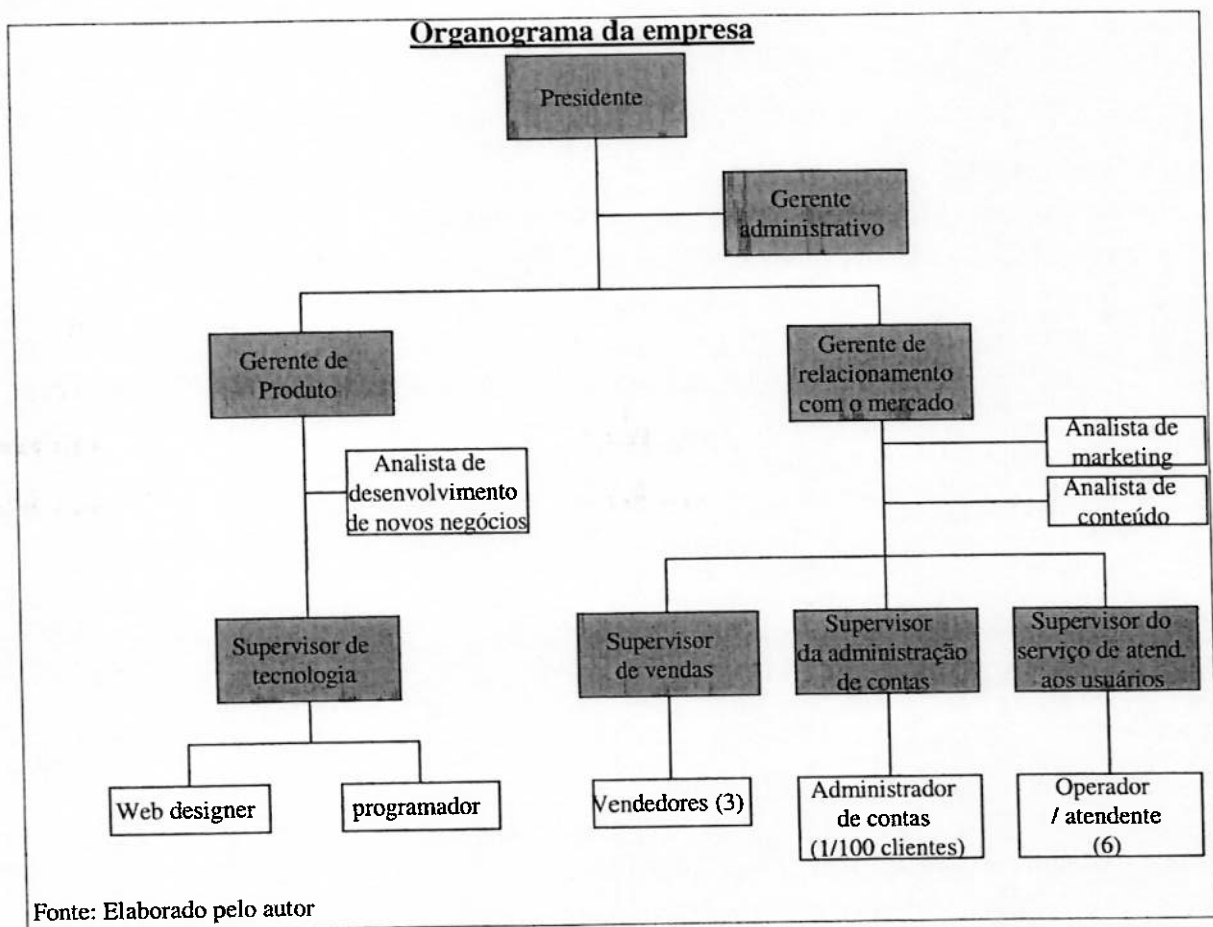 Organograma da empresa
Presidente
Gerente
administrativo
Gerente de
Produto
Gerente de
relacionamento
com o mercado
Analista de
marketing
Analista de
desenvolvimento
de novos negócios
Analista de
conteúdo
Supervisor de
tecnologia
Supervisor
de vendas
Supervisor
da administração
de contas
Supervisor do
serviço de atend.
aos usuários
Web designer
programador
Vendedores (3)
Administrador
de contas
(1/100 clientes)
Operador
/ atendente
(6)
Fonte: Elaborado pelo autor